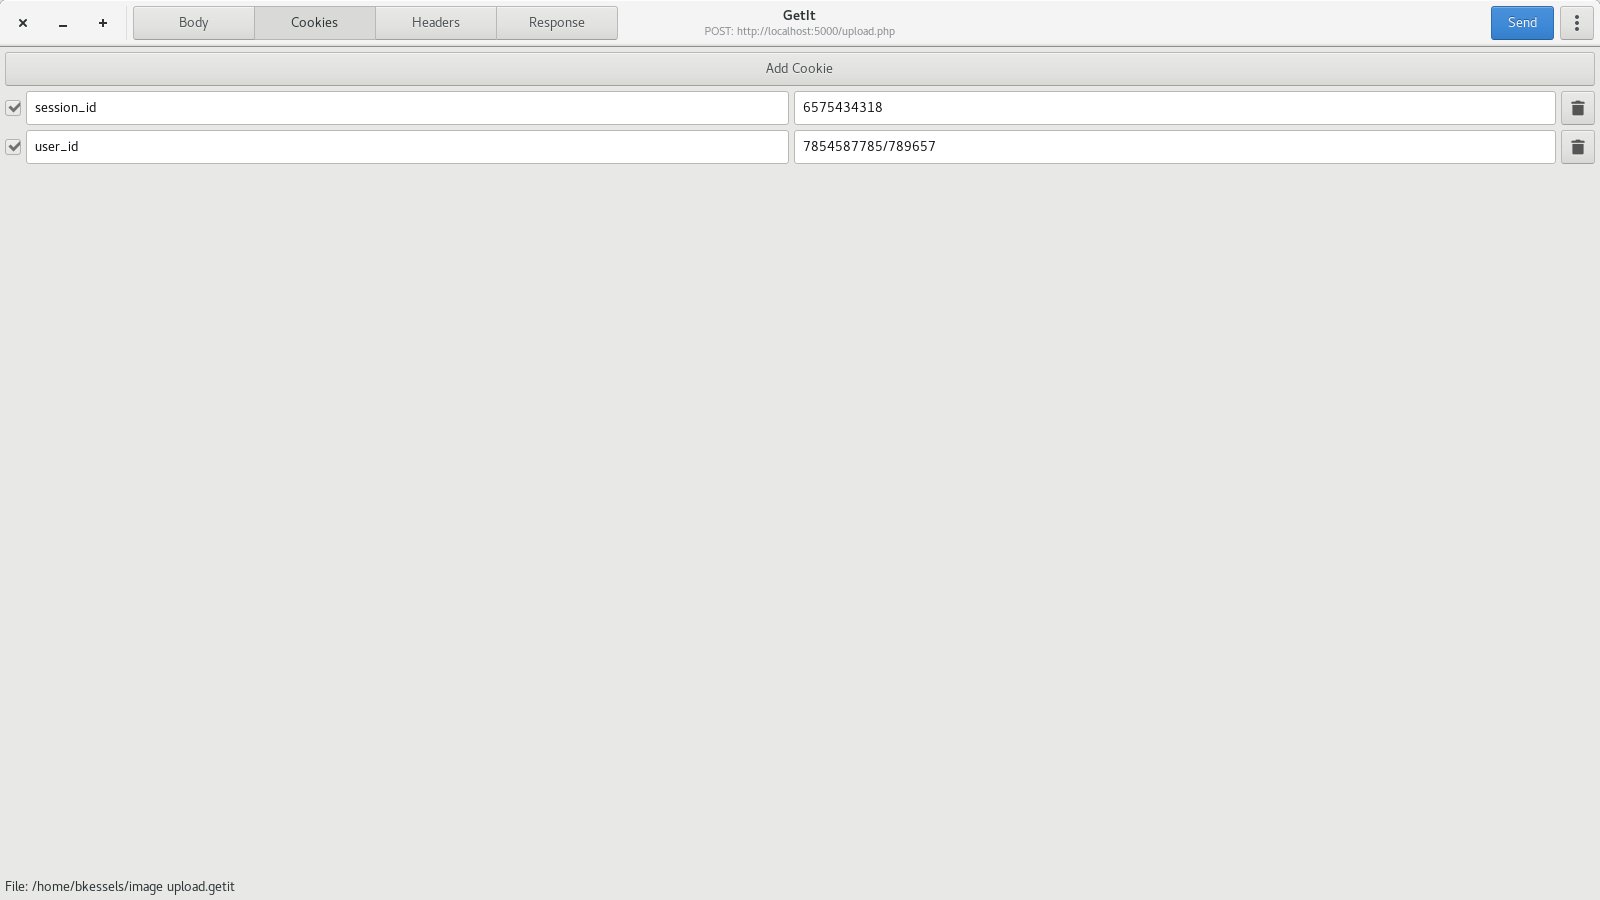 Body Cookies Headers Response
GetIt
POST: http://localhost:5000/upload.php
Send
Add Cookie
session_id 6575434318
user_id 7854587785/789657
File: /home/bkessels/image upload.getit